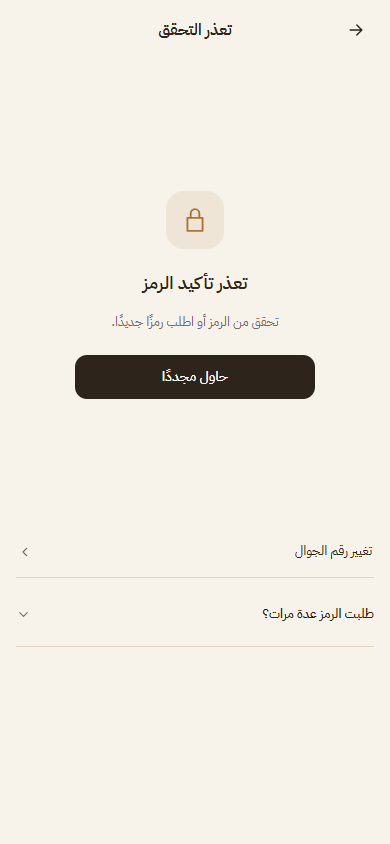 تعذر التحقق
تعذر تأكيد الرمز
تحقق من الرمز أو اطلب رمزًا جديدًا.
حاول مجددًا
تغيير رقم الجوال
طلبت الرمز عدة مرات؟